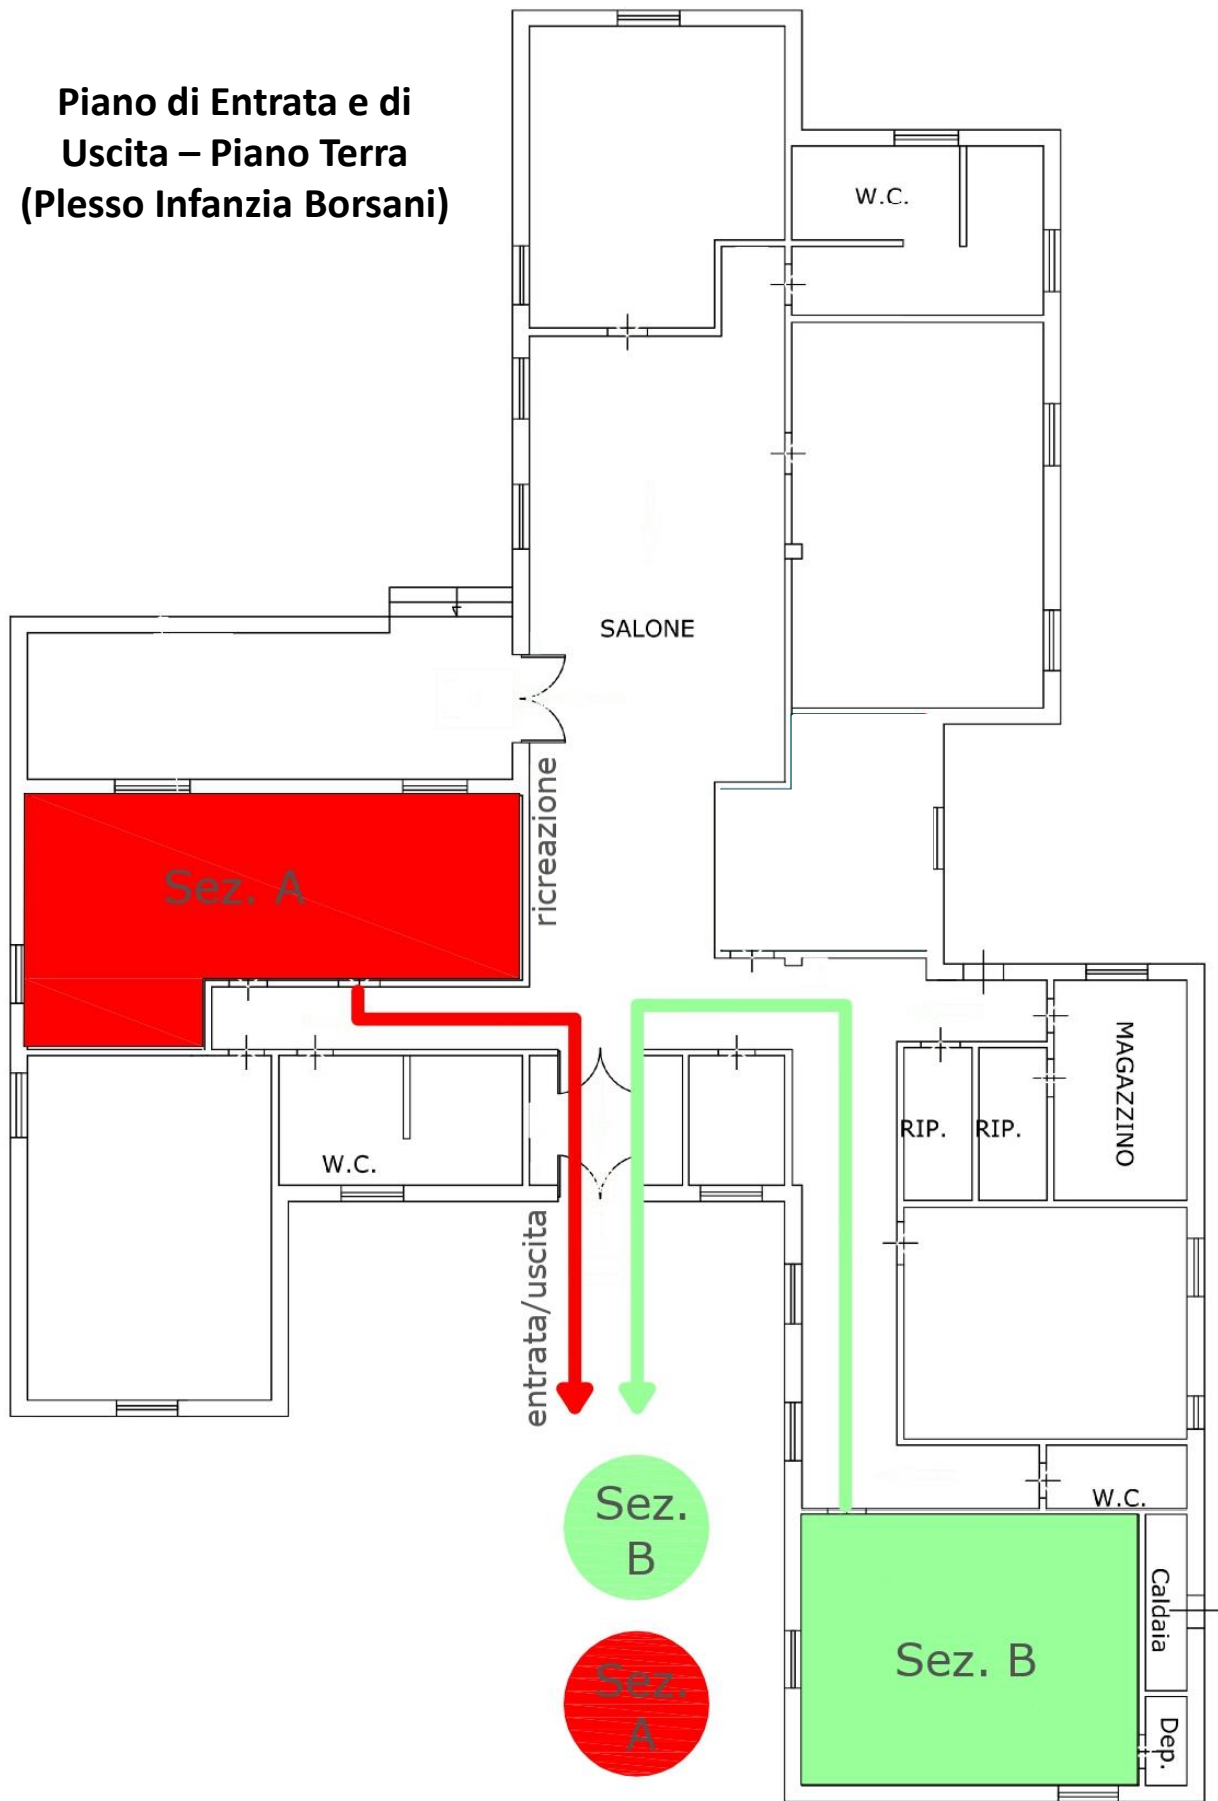 Piano di Entrata e di
Uscita – Piano Terra
(Plesso Infanzia Borsani)
W.C.
SALONE
ricreazione
Sez. A
MAGAZZINO
RIP.
RIP.
W.C.
entrata/uscita
W.C.
Sez.
B
Caldaia
Sez. B
Sez.
A
Dep.